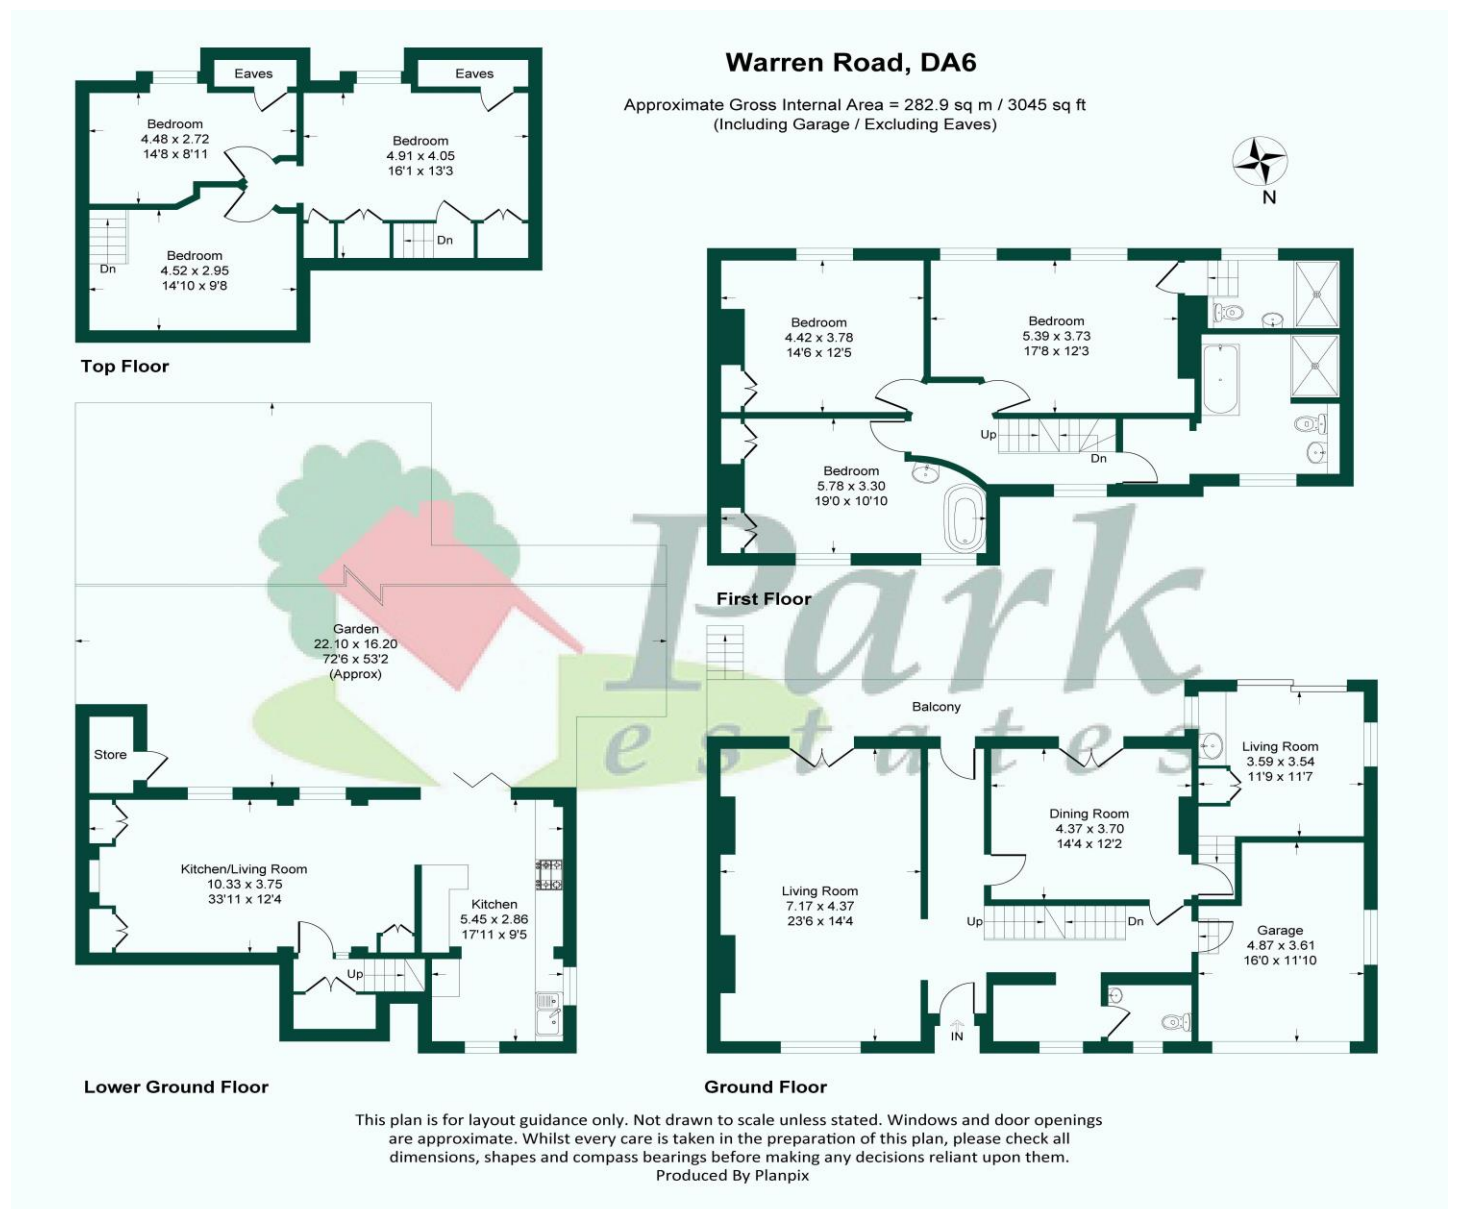 Warren Road, DA6
Approximate Gross Internal Area = 282.9 sq m / 3045 sq ft
(Including Garage / Excluding Eaves)
N
Eaves
Eaves
Bedroom
4.48 x 2.72
14'8 x 8'11
Bedroom
4.91 x 4.05
16'1 x 13'3
Dn
Bedroom
4.52 x 2.95
14'10 x 9'8
Dn
Top Floor
Bedroom
4.42 x 3.78
14'6 x 12'5
Bedroom
5.39 x 3.73
17'8 x 12'3
Up
Dn
Bedroom
5.78 x 3.30
19'0 x 10'10
First Floor
Park
estates
Garden
22.10 x 16.20
72'6 x 53'2
(Approx)
Store
Kitchen/Living Room
10.33 x 3.75
33'11 x 12'4
Kitchen
5.45 x 2.86
17'11 x 9'5
Up
Lower Ground Floor
Balcony
Living Room
3.59 x 3.54
11'9 x 11'7
Dining Room
4.37 x 3.70
14'4 x 12'2
Living Room
7.17 x 4.37
23'6 x 14'4
Up
Dn
Garage
4.87 x 3.61
16'0 x 11'10
IN
Ground Floor
This plan is for layout guidance only. Not drawn to scale unless stated. Windows and door openings
are approximate. Whilst every care is taken in the preparation of this plan, please check all
dimensions, shapes and compass bearings before making any decisions reliant upon them.
Produced By Planpix